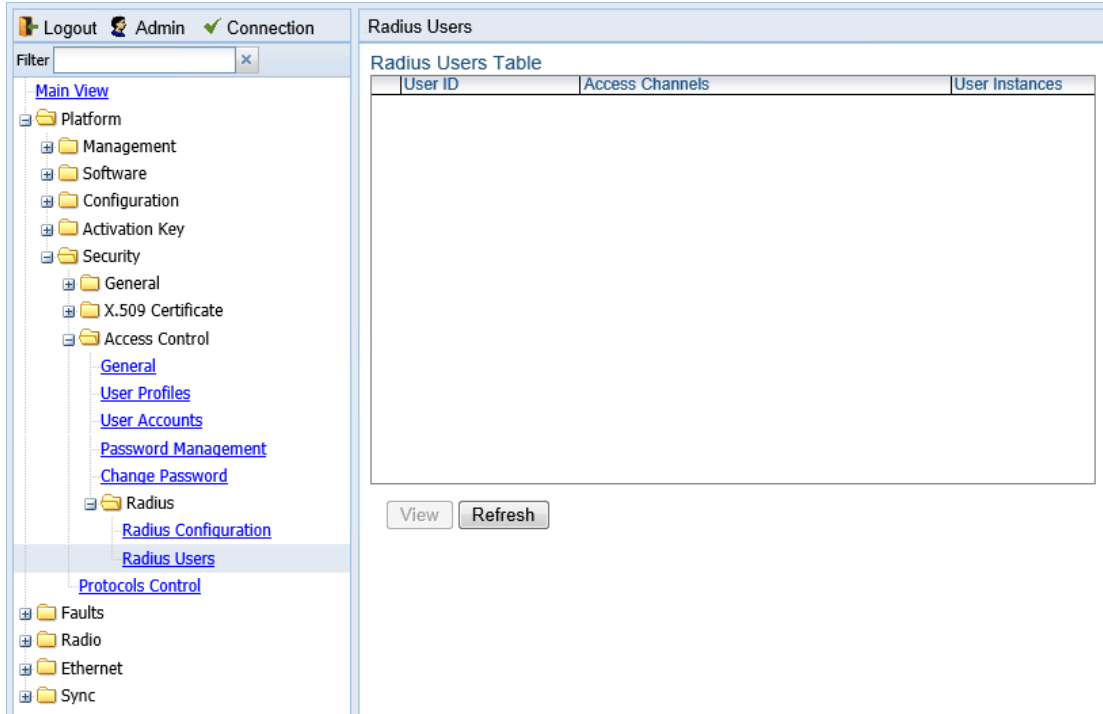 Logout Admin Connection
Filter
Main View
Platform
Management
Software
Configuration
Activation Key
Security
General
X.509 Certificate
Access Control
General
User Profiles
User Accounts
Password Management
Change Password
Radius
Radius Configuration
Radius Users
Protocols Control
Faults
Radio
Ethernet
Sync
Radius Users
Radius Users Table
User ID Access Channels User Instances
View Refresh